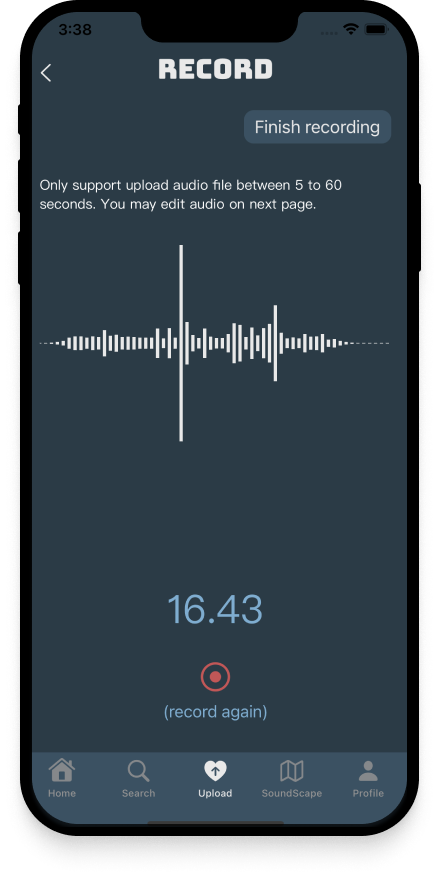 3:38
RECORD
Finish recording
Only support upload audio file between 5 to 60
seconds. You may edit audio on next page.
16.43
(record again)
Home Search Upload SoundScape Profile